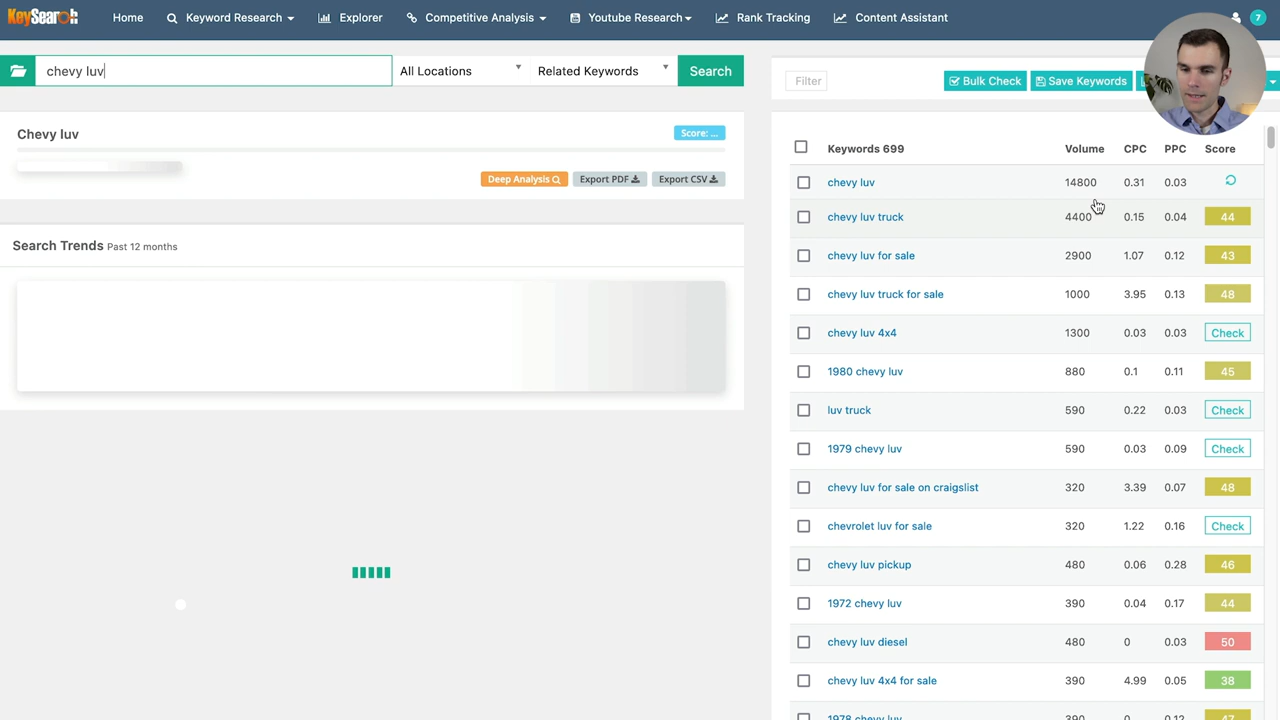 KeySearch
Home
Keyword Research
Explorer
Competitive Analysis
Youtube Research
Rank Tracking
Content Assistant
7
chevy luv
All Locations
Related Keywords
Search
Chevy luv
Score: ...
Deep Analysis
Export PDF
Export CSV
Search Trends Past 12 months
Filter
Bulk Check
Save Keywords
Keywords 699 Volume CPC PPC Score
chevy luv 14800 0.31 0.03
chevy luv truck 4400 0.15 0.04 44
chevy luv for sale 2900 1.07 0.12 43
chevy luv truck for sale 1000 3.95 0.13 48
chevy luv 4x4 1300 0.03 0.03 Check
1980 chevy luv 880 0.1 0.11 45
luv truck 590 0.22 0.03 Check
1979 chevy luv 590 0.03 0.09 Check
chevy luv for sale on craigslist 320 3.39 0.07 48
chevrolet luv for sale 320 1.22 0.16 Check
chevy luv pickup 480 0.06 0.28 46
1972 chevy luv 390 0.04 0.17 44
chevy luv diesel 480 0 0.03 50
chevy luv 4x4 for sale 390 4.99 0.05 38
1978 chevy luv 390 0 0.12 47